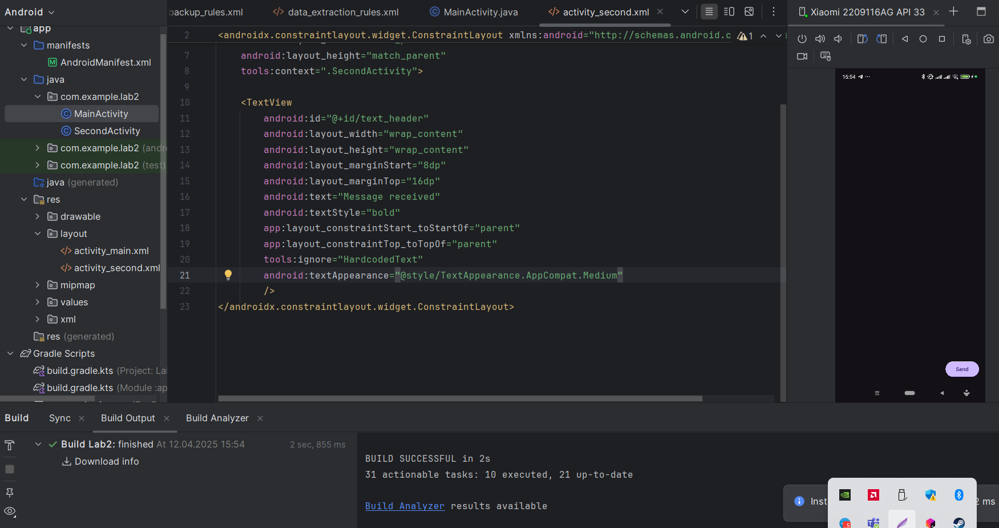 Android
backup_rules.xml
data_extraction_rules.xml
MainActivity.java
activity_second.xml
Xiaomi 2209116AG API 33
app
manifests
AndroidManifest.xml
java
com.example.lab2
MainActivity
SecondActivity
com.example.lab2 (andr
com.example.lab2 (test)
java (generated)
res
drawable
layout
activity_main.xml
activity_second.xml
mipmap
values
xml
res (generated)
Gradle Scripts
build.gradle.kts (Project: La
build.gradle.kts (Module :ap
2 <androidx.constraintlayout.widget.ConstraintLayout xmlns:android="http://schemas.android.c
1
7 android:layout_height="match_parent"
8 tools:context=".SecondActivity">
9
10 <TextView
11 android:id="@+id/text_header"
12 android:layout_width="wrap_content"
13 android:layout_height="wrap_content"
14 android:layout_marginStart="8dp"
15 android:layout_marginTop="16dp"
16 android:text="Message received"
17 android:textStyle="bold"
18 app:layout_constraintStart_toStartOf="parent"
19 app:layout_constraintTop_toTopOf="parent"
20 tools:ignore="HardcodedText"
21 android:textAppearance="@style/TextAppearance.AppCompat.Medium"
22 />
23 </androidx.constraintlayout.widget.ConstraintLayout>
15:54
Send
Build
Sync
Build Output
Build Analyzer
Build Lab2: finished At 12.04.2025 15:54
2 sec, 855 ms
Download info
BUILD SUCCESSFUL in 2s
31 actionable tasks: 10 executed, 21 up-to-date
Build Analyzer results available
Inst
2 ms